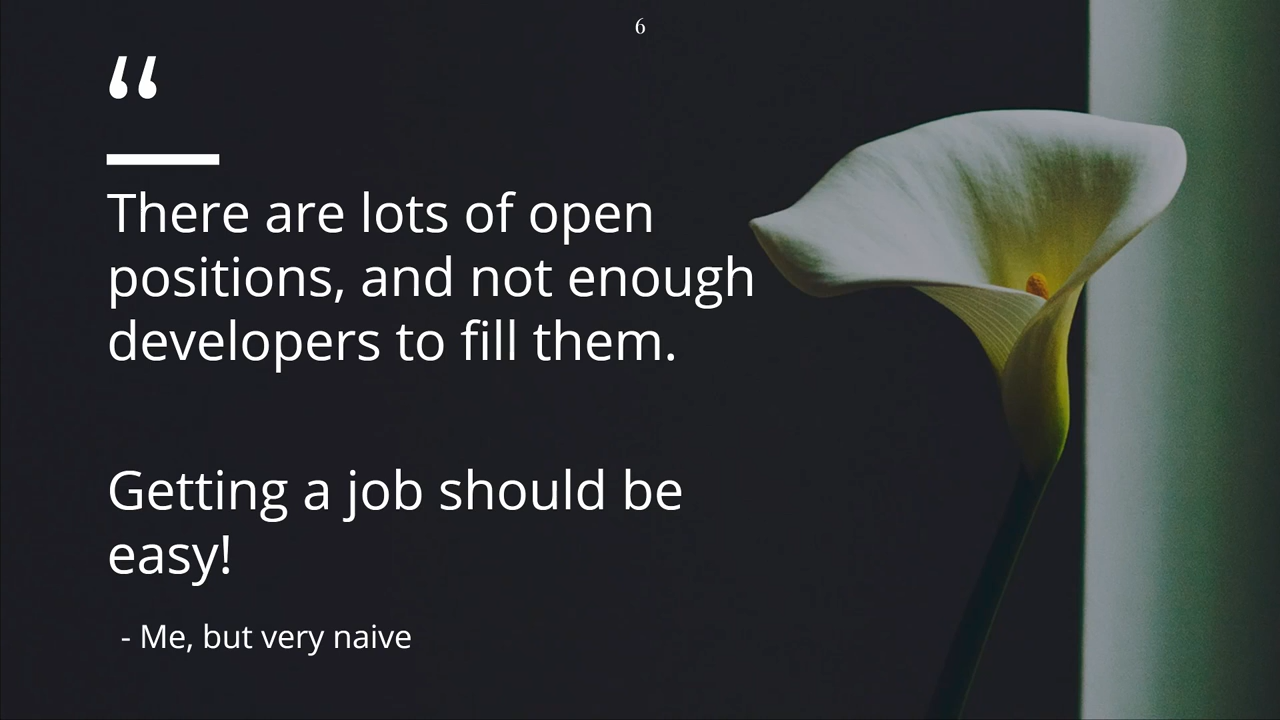 6
“
There are lots of open
positions, and not enough
developers to fill them.
Getting a job should be
easy!
- Me, but very naive